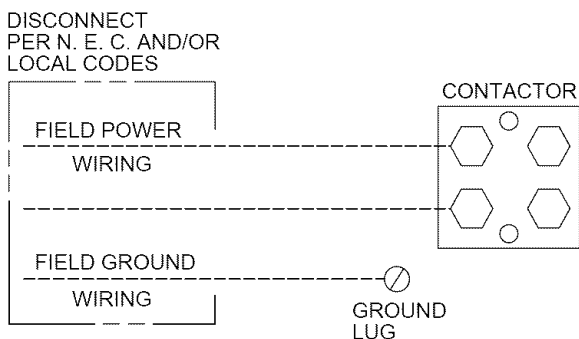 DISCONNECT
PER N. E. C. AND/OR
LOCAL CODES
CONTACTOR
FIELD POWER
WIRING
FIELD GROUND
WIRING
GROUND
LUG